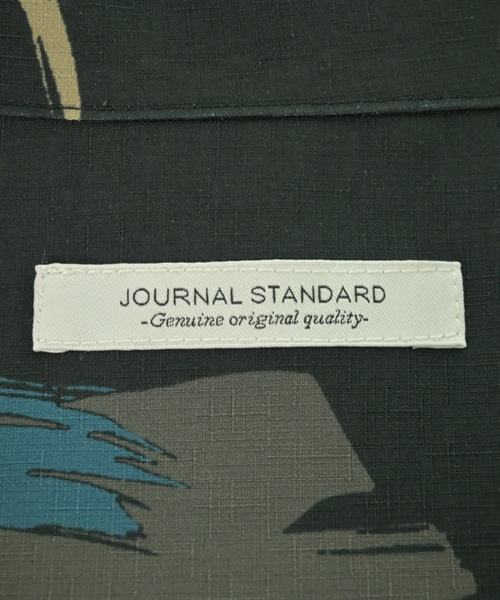 JOURNAL STANDARD
-Genuine original quality-